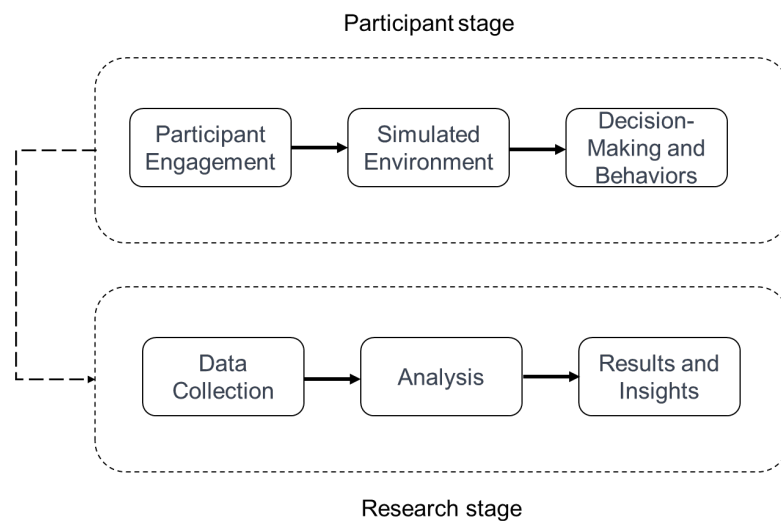 Participant stage
Participant
Engagement
Simulated
Environment
Decision-
Making and
Behaviors
Data
Collection
Analysis
Results and
Insights
Research stage